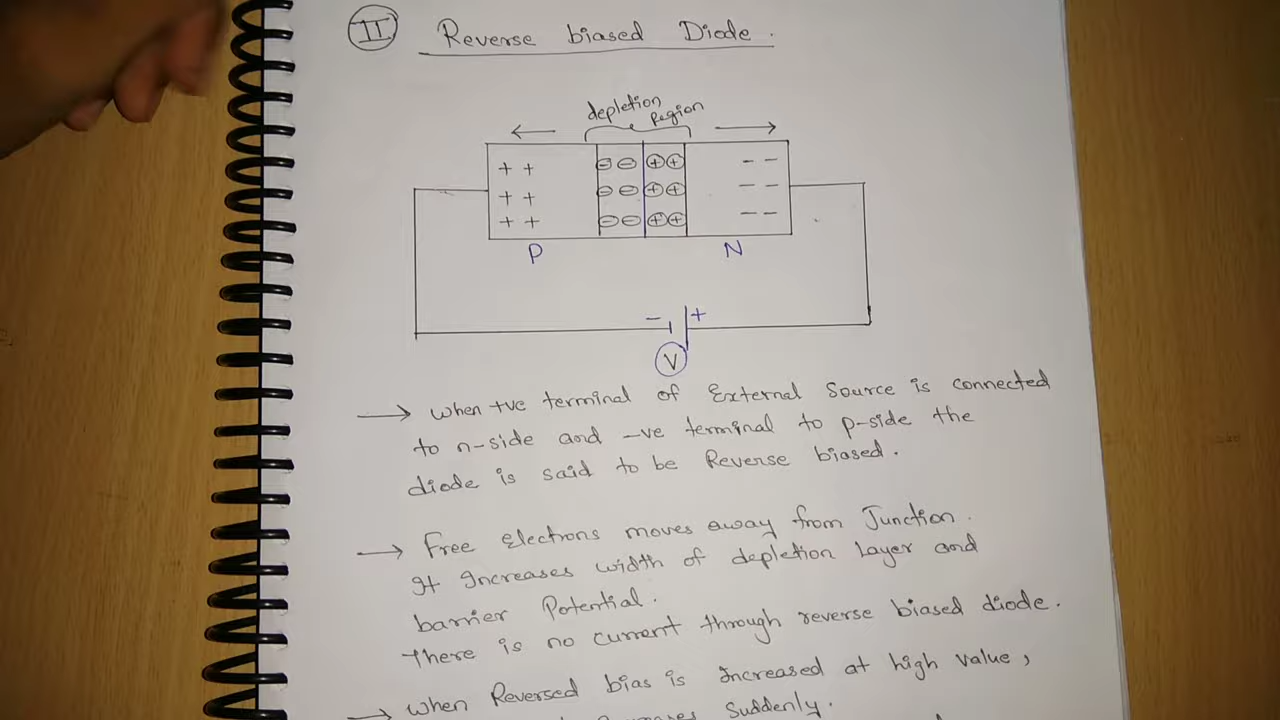 II Reverse biased Diode.
depletion
Region
+ + ⊖⊖ ⊕⊕ - -
+ + ⊖⊖ ⊕⊕ - -
+ + ⊖⊖ ⊕⊕ - -
P N
- +
V
→ When +ve terminal of External Source is connected
to n-side and -ve terminal to p-side the
diode is said to be Reverse biased.
→ Free electrons moves away from Junction.
It Increases width of depletion Layer and
barrier Potential.
There is no current through reverse biased diode.
→ When Reversed bias is Increased at high value,
Suddenly.